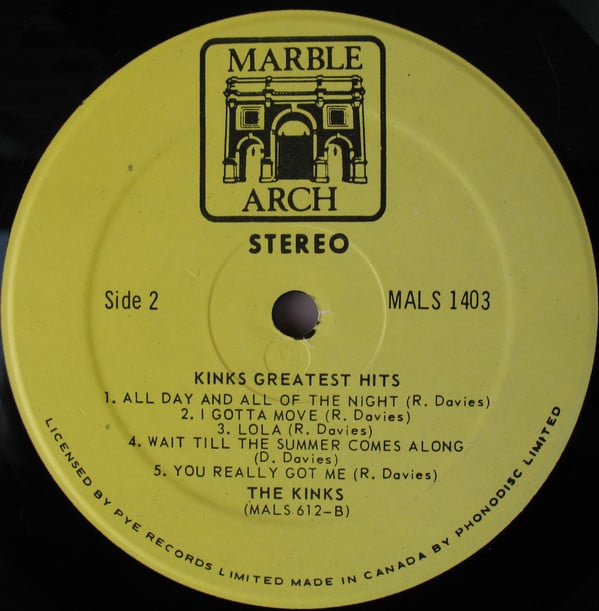 MARBLE
ARCH
STEREO
Side 2
MALS 1403
KINKS GREATEST HITS
1. ALL DAY AND ALL OF THE NIGHT (R. Davies)
2. I GOTTA MOVE (R. Davies)
3. LOLA (R. Davies)
4. WAIT TILL THE SUMMER COMES ALONG
(D. Davies)
5. YOU REALLY GOT ME (R. Davies)
THE KINKS
(MALS 612-B)
LICENSED BY PYE RECORDS LIMITED MADE IN CANADA BY PHONODISC LIMITED